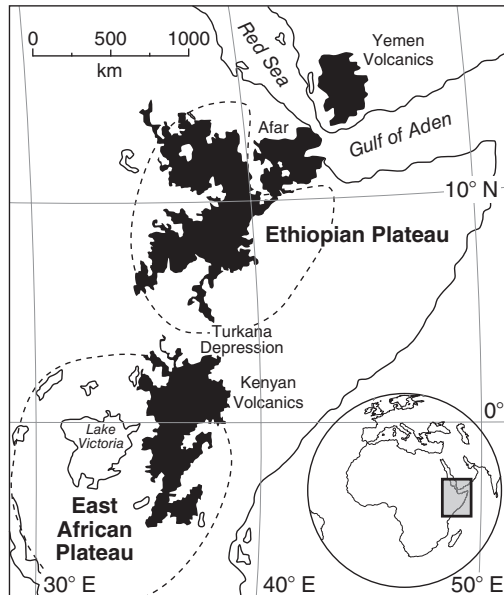 0 500 1000
km
Red Sea
Yemen
Volcanics
Gulf of Aden
Afar
10° N
Ethiopian Plateau
Turkana
Depression
Kenyan
Volcanics
0°
Lake
Victoria
East
African
Plateau
30° E 40° E 50° E